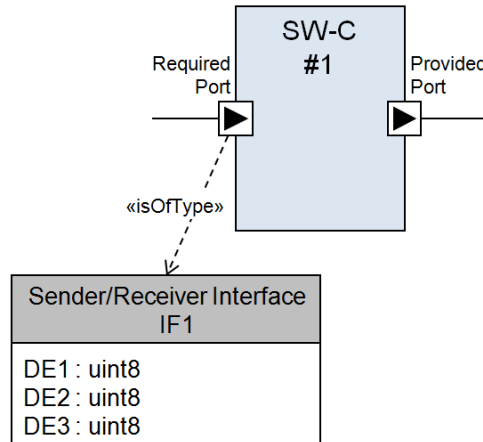 SW-C
#1
Required
Port
Provided
Port
«isOfType»
Sender/Receiver Interface
IF1
DE1 : uint8
DE2 : uint8
DE3 : uint8